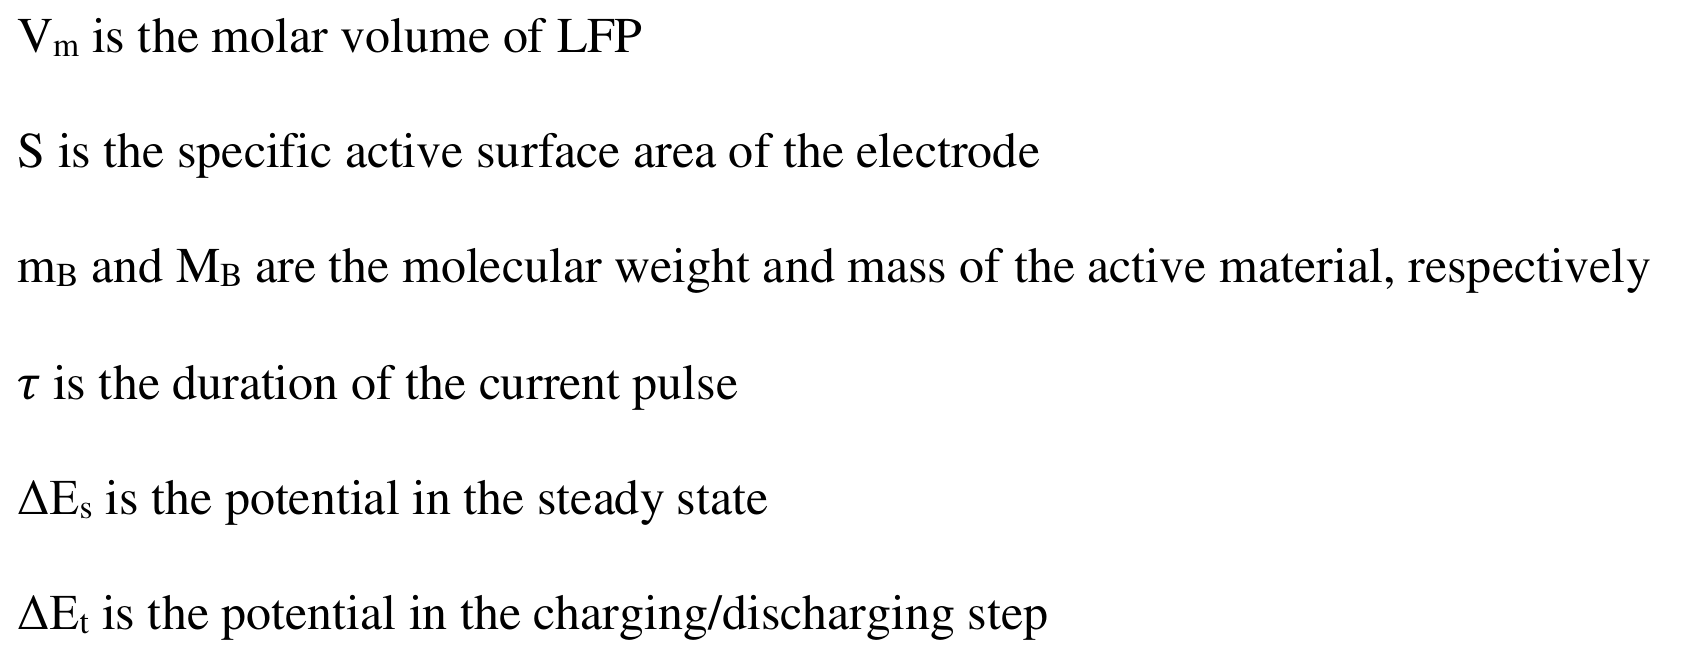 Vₘ is the molar volume of LFP
S is the specific active surface area of the electrode
m_B and M_B are the molecular weight and mass of the active material, respectively
τ is the duration of the current pulse
ΔEₛ is the potential in the steady state
ΔEₜ is the potential in the charging/discharging step